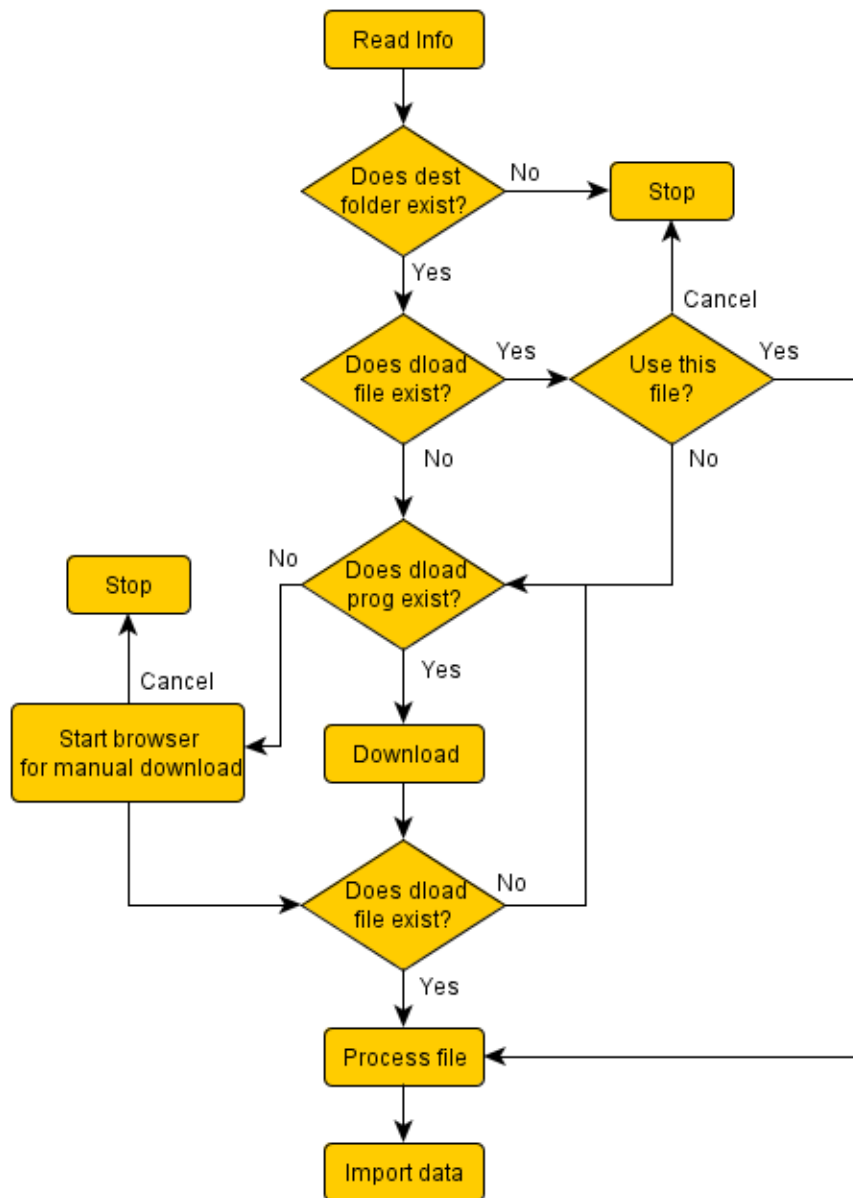 Read Info
Does dest
folder exist?
No
Stop
Yes
Cancel
Does dload
file exist?
Yes
Use this
file?
Yes
No
No
No
Does dload
prog exist?
Stop
Yes
Cancel
Start browser
for manual download
Download
Does dload
file exist?
No
Yes
Process file
Import data